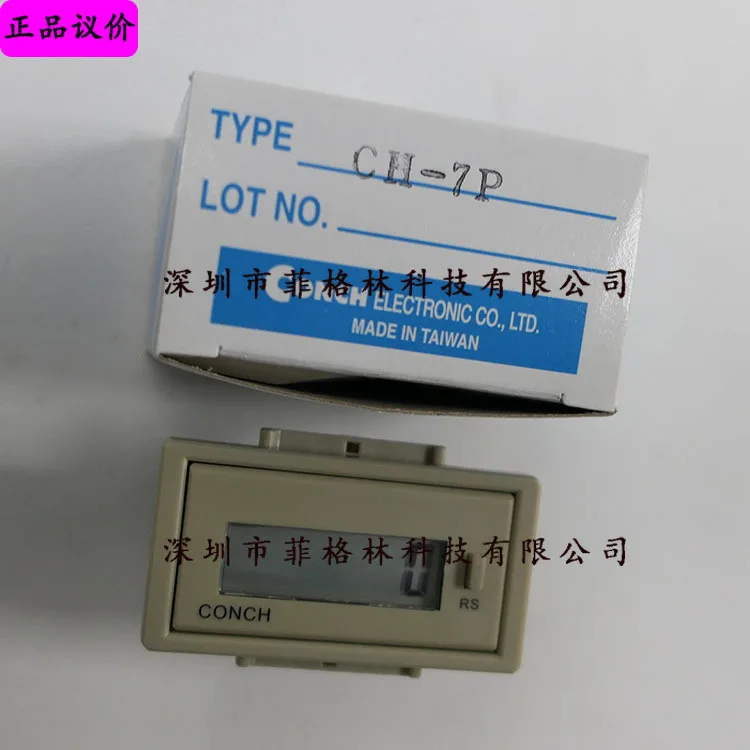 正品议价
TYPE CH-7P
LOT NO.
深圳市菲格林科技有限公司
CONCH ELECTRONIC CO., LTD.
MADE IN TAIWAN
深圳市菲格林科技有限公司
0
RS
CONCH